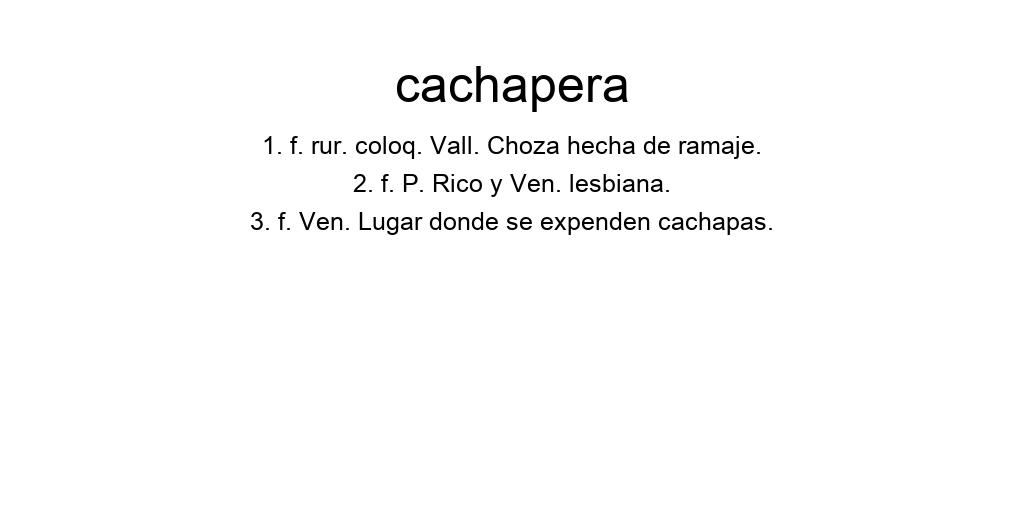 cachapera
1. f. rur. coloq. Vall. Choza hecha de ramaje.
2. f. P. Rico y Ven. lesbiana.
3. f. Ven. Lugar donde se expenden cachapas.